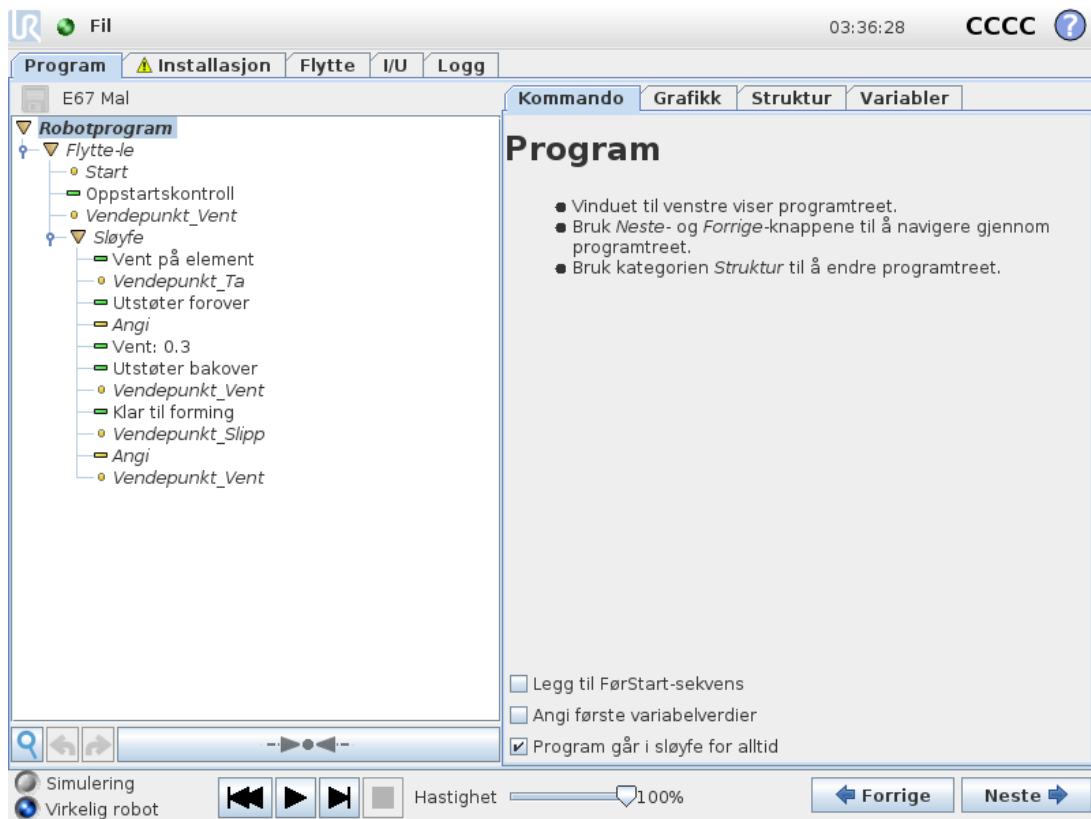 UR Fil 03:36:28 CCCC ?
Program Installasjon Flytte I/U Logg
E67 Mal
Kommando Grafikk Struktur Variabler
Robotprogram
Flytte-le
Start
Oppstartskontroll
Vendepunkt_Vent
Sløyfe
Vent på element
Vendepunkt_Ta
Utstøter forover
Angi
Vent: 0.3
Utstøter bakover
Vendepunkt_Vent
Klar til forming
Vendepunkt_Slipp
Angi
Vendepunkt_Vent
Program
Vinduet til venstre viser programtreet.
Bruk Neste- og Forrige-knappene til å navigere gjennom
programtreet.
Bruk kategorien Struktur til å endre programtreet.
Legg til FørStart-sekvens
Angi første variabelverdier
Program går i sløyfe for alltid
Simulering
Virkelig robot
Hastighet 100%
Forrige Neste